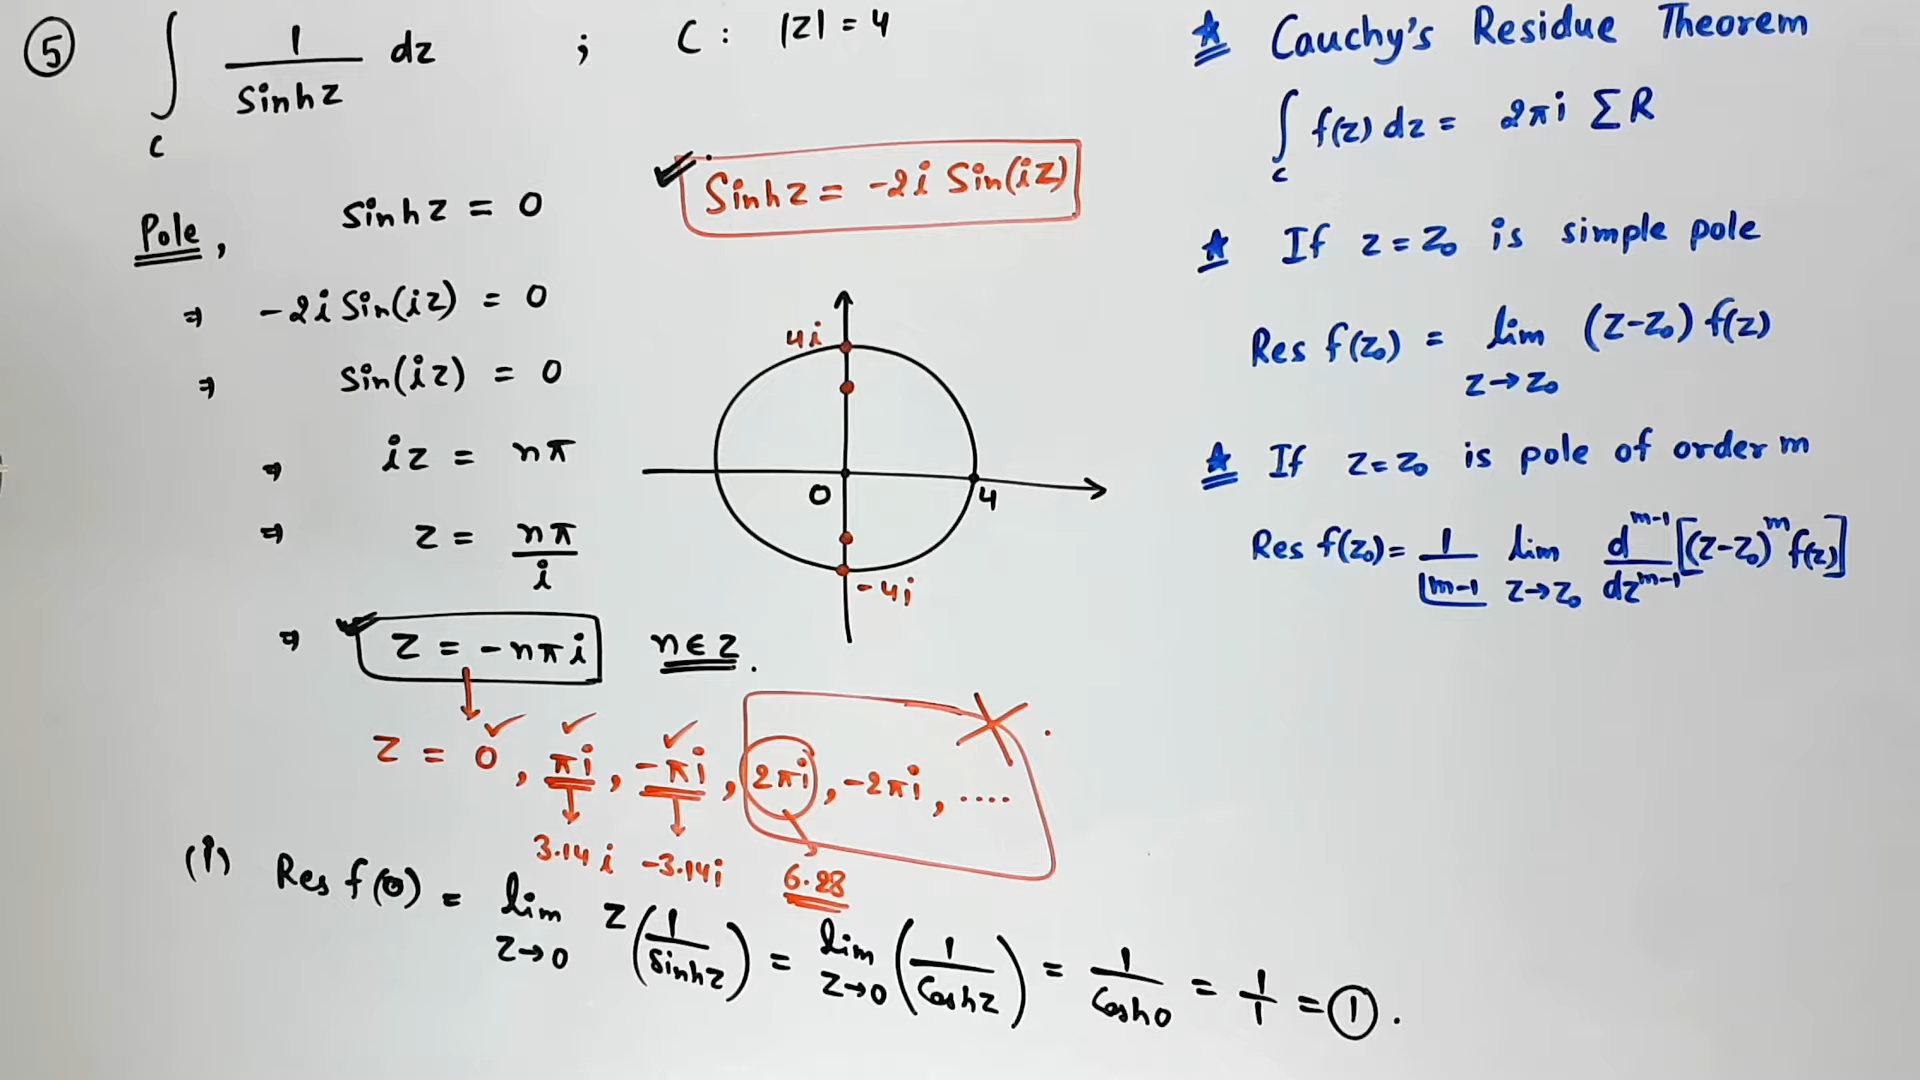 ⑤ ∫_C 1/sinhz dz ; C : |z| = 4
Pole, sinhz = 0
Sinhz = -2i Sin(iz)
⇒ -2i Sin(iz) = 0
⇒ Sin(iz) = 0
⇒ iz = nπ
⇒ z = nπ/i
⇒ z = -nπi n∈z.
4i
0
4
-4i
z = 0, πi, -πi, 2πi, -2πi, ....
3.14i -3.14i 6.28
(i) Res f(0) = lim z→0 z(1/sinhz) = lim z→0 (1/Coshz) = 1/Cosh0 = 1/1 = ①.
★ Cauchy's Residue Theorem
∫_c f(z) dz = 2πi ΣR
★ If z=z₀ is simple pole
Res f(z₀) = lim z→z₀ (z-z₀) f(z)
★ If z=z₀ is pole of order m
Res f(z₀) = 1/|m-1 lim z→z₀ d^m-1/dz^m-1 [(z-z₀)^m f(z)]